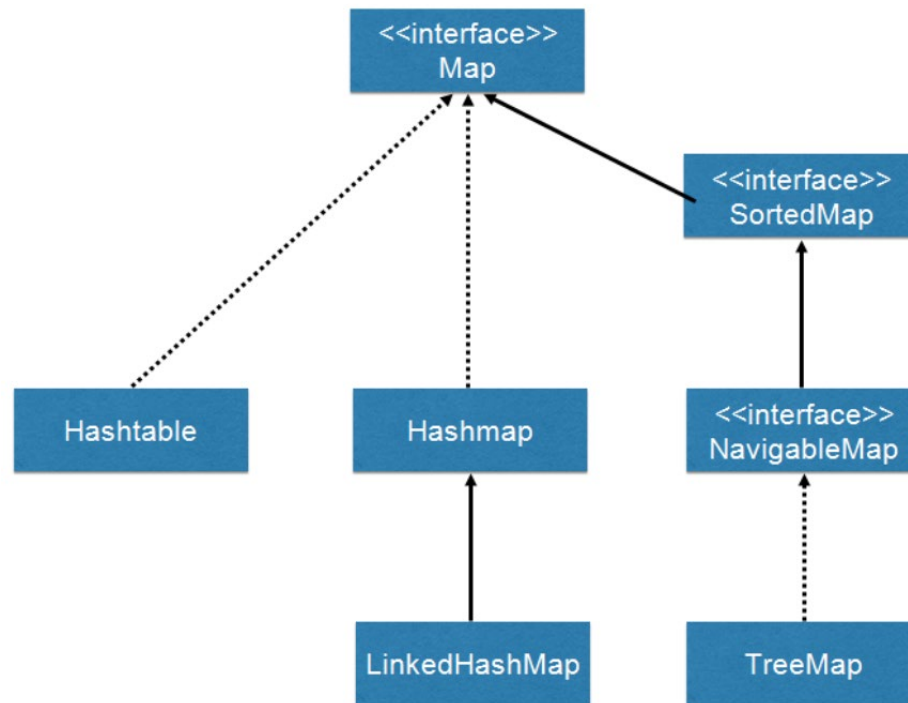 <<interface>>
Map
<<interface>>
SortedMap
Hashtable
Hashmap
<<interface>>
NavigableMap
LinkedHashMap
TreeMap